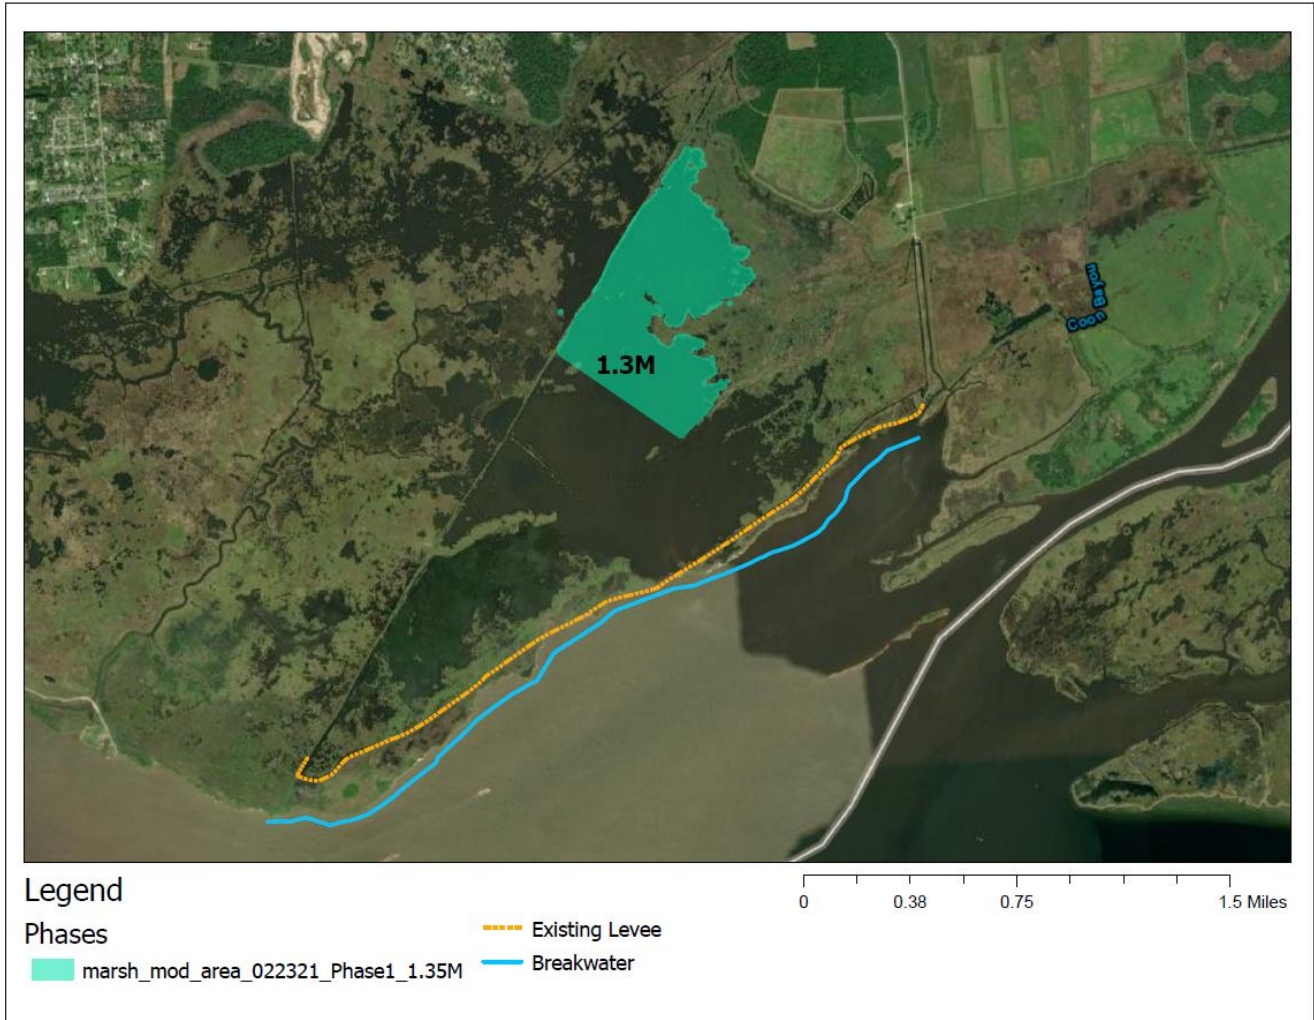 Coon Bayou
1.3M
Legend
Phases
marsh_mod_area_022321_Phase1_1.35M
Existing Levee
Breakwater
0 0.38 0.75 1.5 Miles